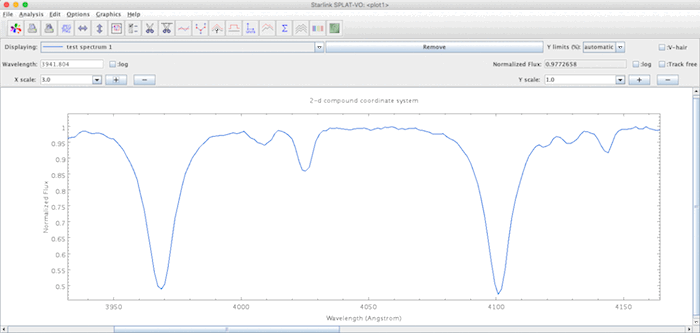 Starlink SPLAT-VO: <plot1>
File Analysis Edit Options Graphics Help
Displaying: test spectrum 1 Remove Y limits (%): automatic :V-hair
Wavelength: 3941.804 :log Normalized Flux: 0.9772658 :log :Track free
X scale: 3.0 + − Y scale: 1.0 + −
2-d compound coordinate system
1
0.95
0.9
0.85
0.8
0.75
0.7
0.65
0.6
0.55
0.5
Normalized Flux
3950 4000 4050 4100 4150
Wavelength (Angstrom)